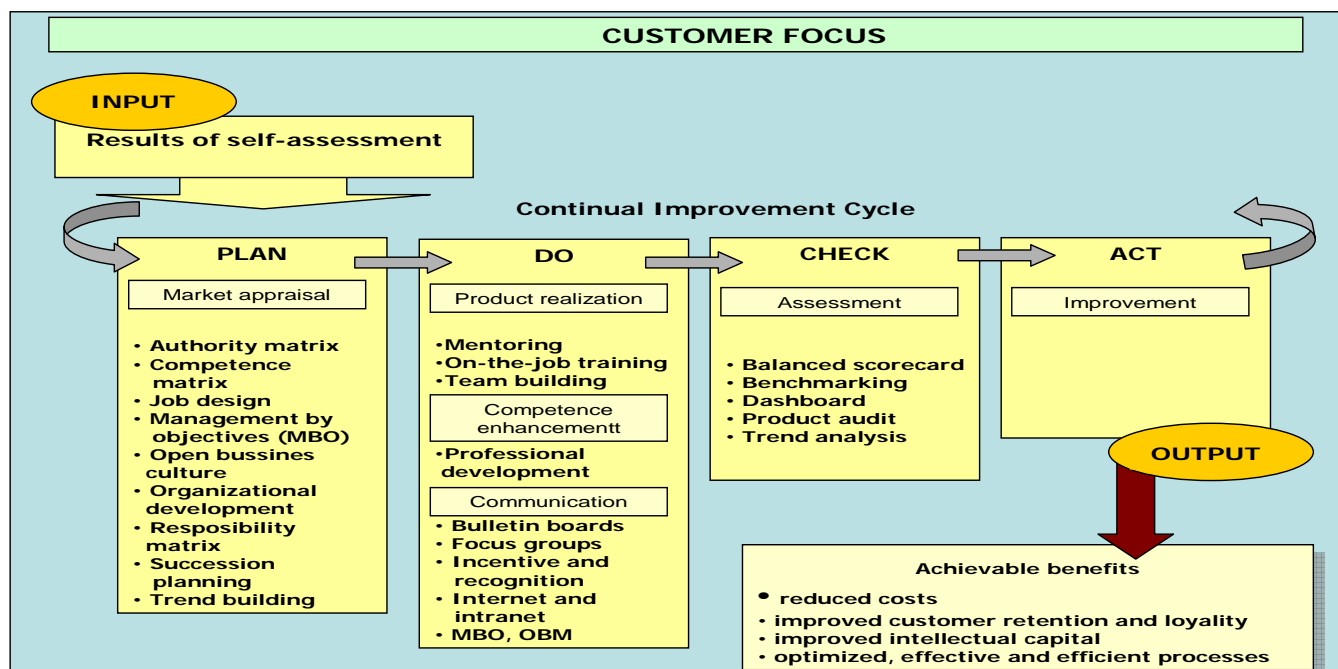 CUSTOMER FOCUS
INPUT
Results of self-assessment
Continual Improvement Cycle
PLAN
Market appraisal
• Authority matrix
• Competence
matrix
• Job design
• Management by
objectives (MBO)
• Open bussines
culture
• Organizational
development
• Resposibility
matrix
• Succession
planning
• Trend building
DO
Product realization
•Mentoring
•On-the-job training
•Team building
Competence
enhancementt
•Professional
development
Communication
• Bulletin boards
• Focus groups
• Incentive and
recognition
• Internet and
intranet
• MBO, OBM
CHECK
Assessment
• Balanced scorecard
• Benchmarking
• Dashboard
• Product audit
• Trend analysis
ACT
Improvement
OUTPUT
Achievable benefits
• reduced costs
• improved customer retention and loyality
• improved intellectual capital
• optimized, effective and efficient processes